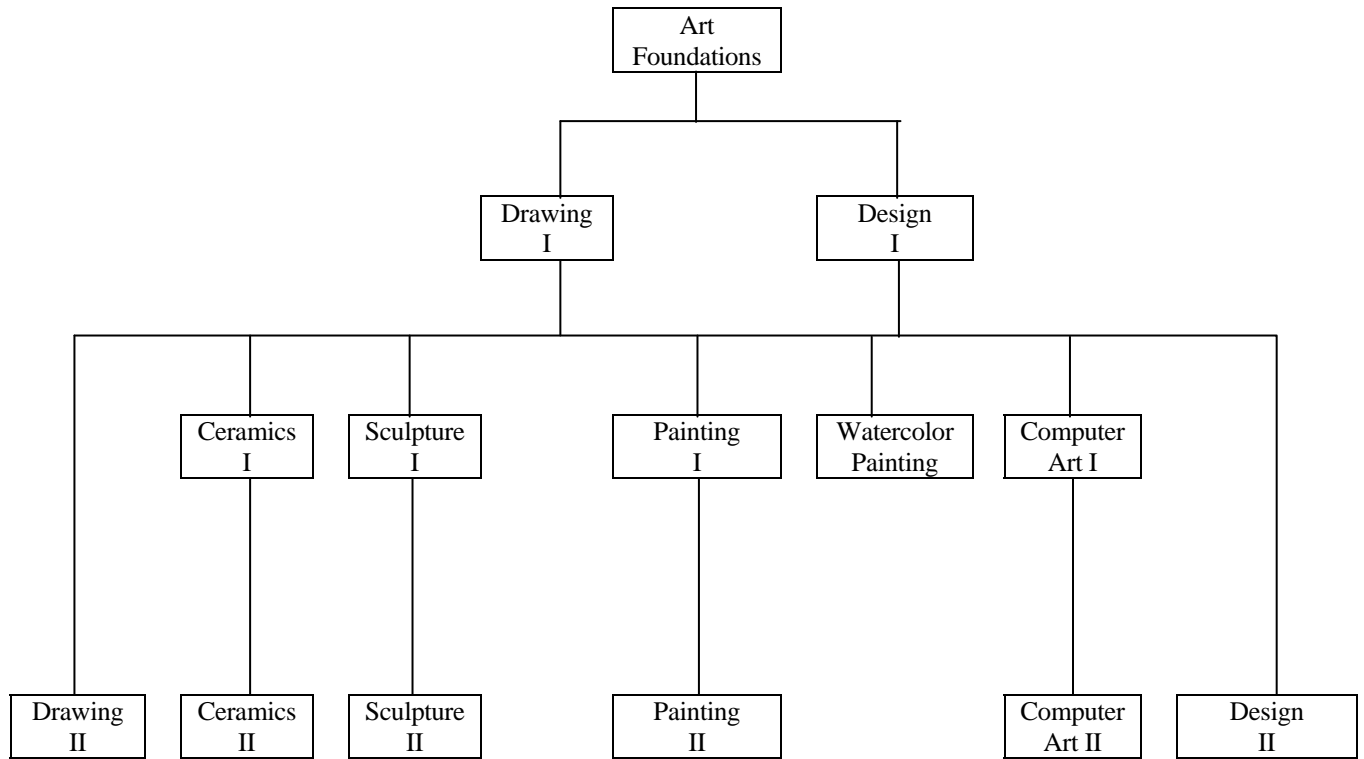 Art
Foundations
Drawing
I
Design
I
Ceramics
I
Sculpture
I
Painting
I
Watercolor
Painting
Computer
Art I
Drawing
II
Ceramics
II
Sculpture
II
Painting
II
Computer
Art II
Design
II